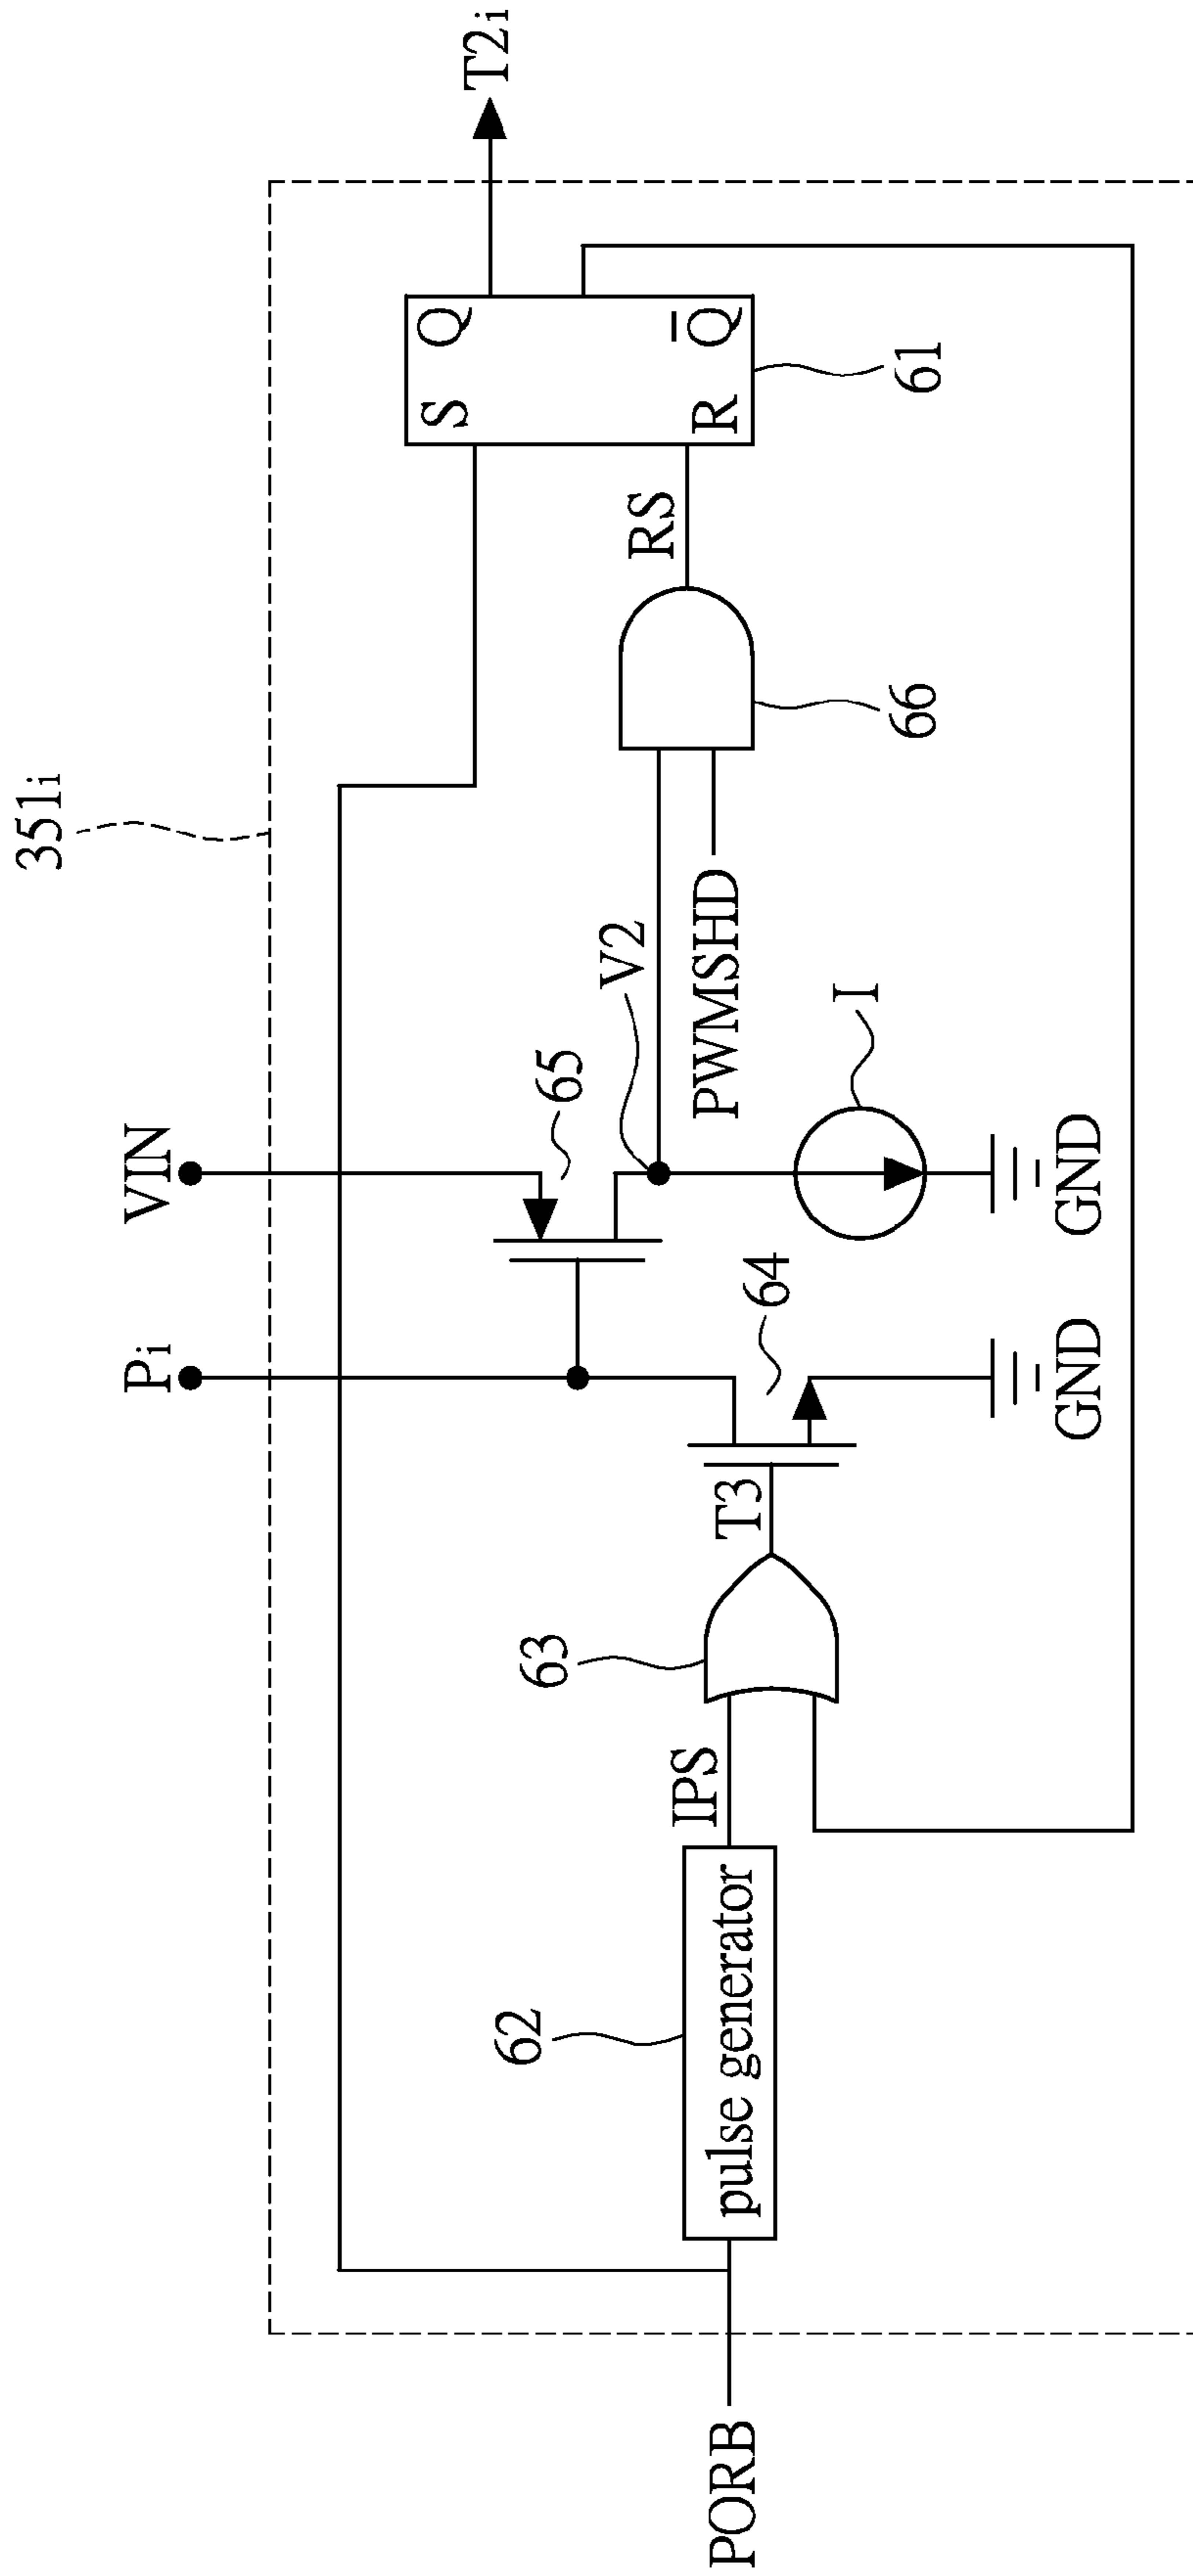 351i
Pi
VIN
T2i
S
Q
R
Q̅
61
RS
66
V2
PWMSHD
65
I
64
GND
GND
T3
63
IPS
62
pulse generator
PORB